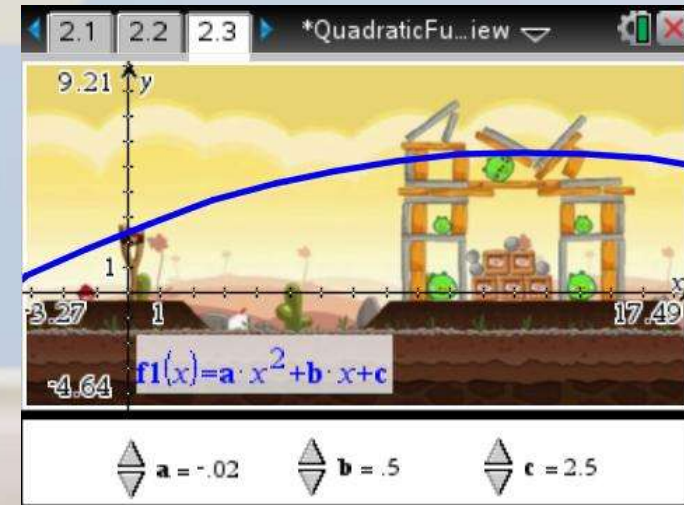 2.1 2.2 2.3 *QuadraticFu…iew
9.21 y
1
x
-3.27 1 17.49
-4.64 f1(x)=a·x²+b·x+c
a = -.02 b = .5 c = 2.5